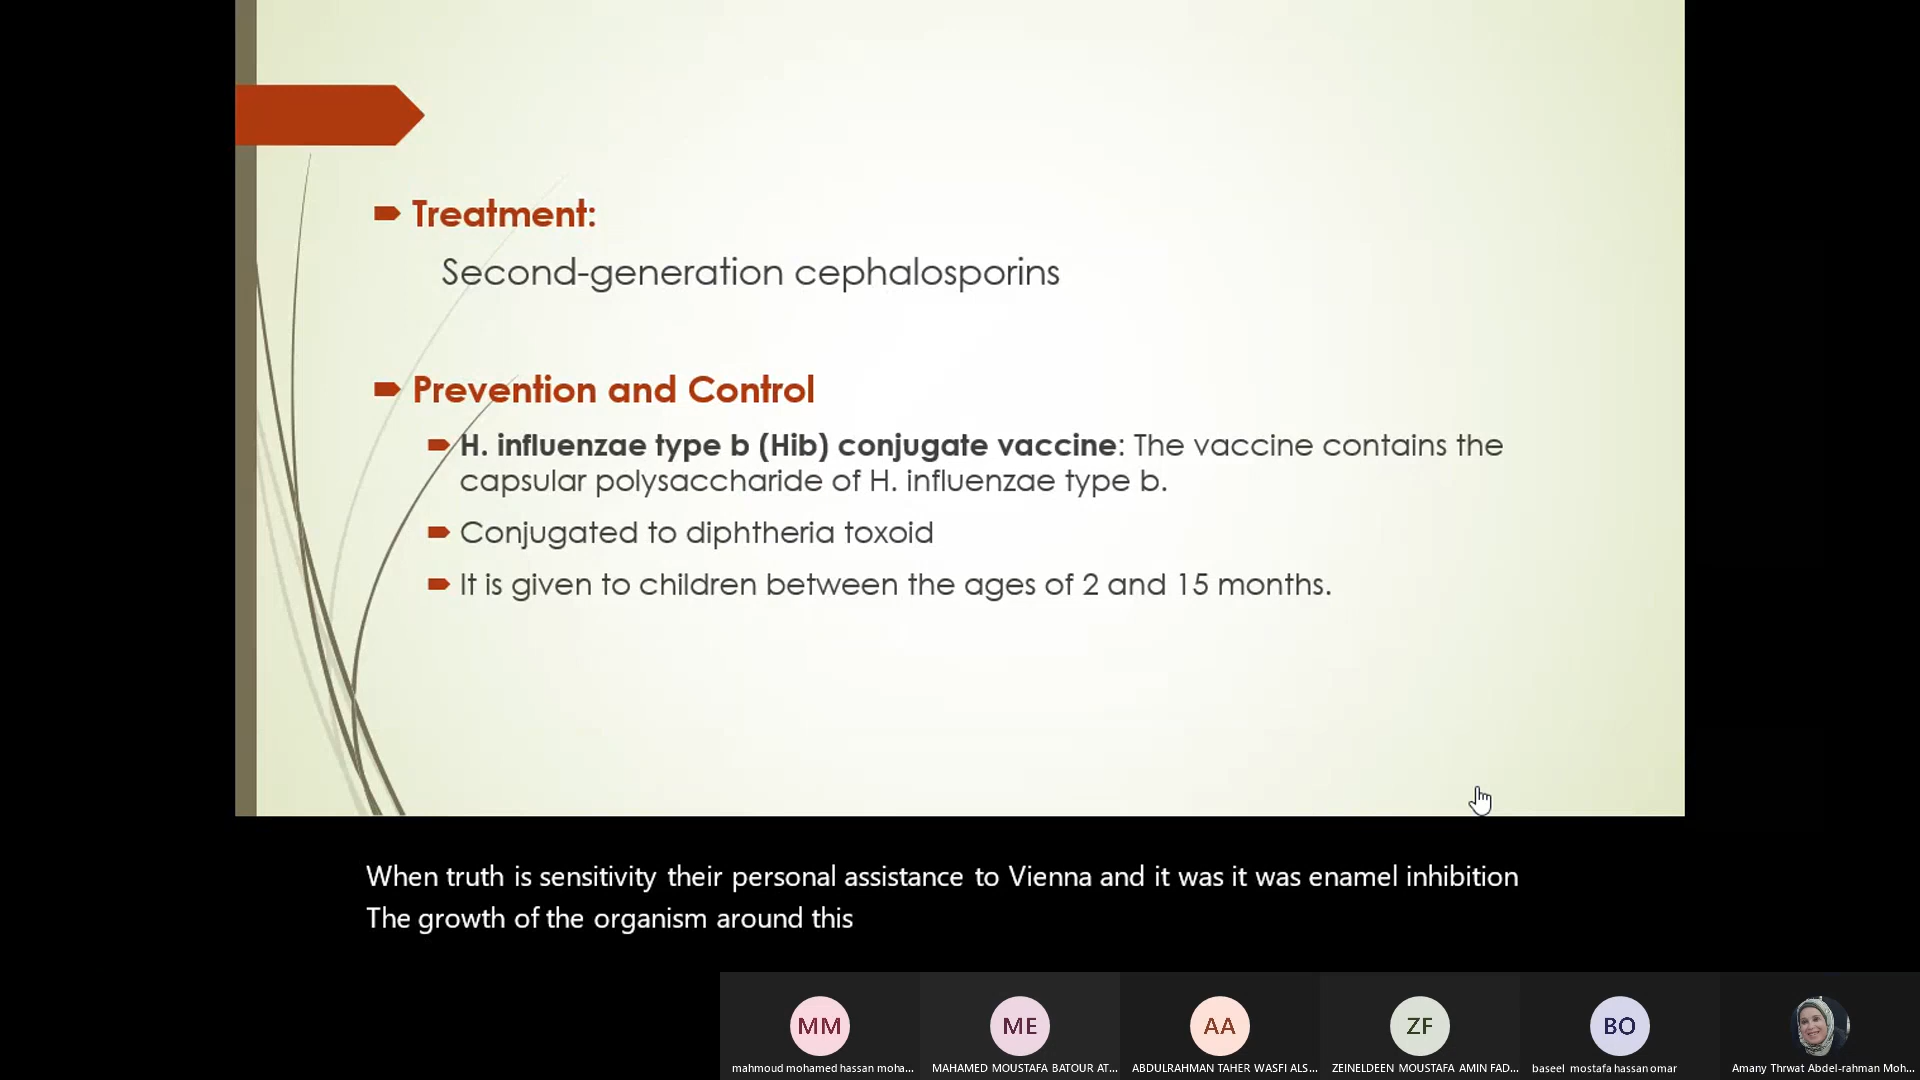 Treatment:
Second-generation cephalosporins
Prevention and Control
H. influenzae type b (Hib) conjugate vaccine: The vaccine contains the
capsular polysaccharide of H. influenzae type b.
Conjugated to diphtheria toxoid
It is given to children between the ages of 2 and 15 months.
When truth is sensitivity their personal assistance to Vienna and it was it was enamel inhibition
The growth of the organism around this
MM
ME
AA
ZF
BO
mahmoud mohamed hassan moha...
MAHAMED MOUSTAFA BATOUR AT...
ABDULRAHMAN TAHER WASFI ALS...
ZEINELDEEN MOUSTAFA AMIN FAD...
baseel mostafa hassan omar
Amany Thrwat Abdel-rahman Moh...